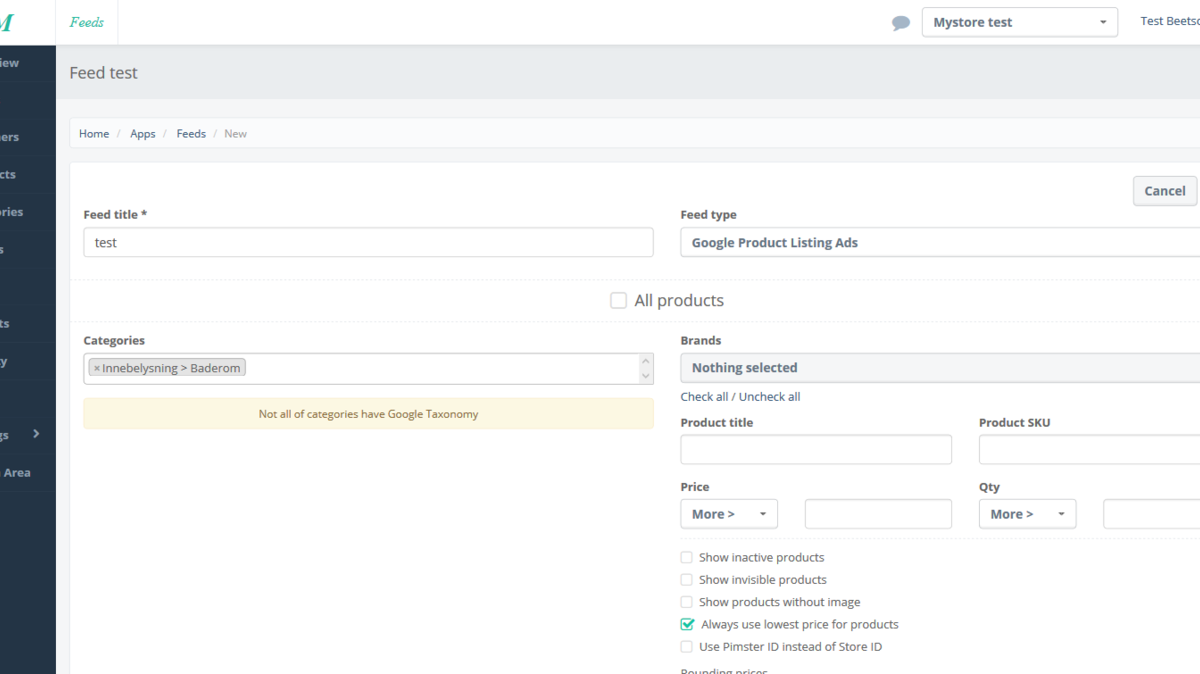 M Feeds Mystore test Test Beetsc
iew
Feed test
Home / Apps / Feeds / New
ers
cts
ories
s
ts
y
gs
Area
Cancel
Feed title * Feed type
test Google Product Listing Ads
All products
Categories Brands
× Innebelysning > Baderom Nothing selected
Not all of categories have Google Taxonomy
Check all / Uncheck all
Product title Product SKU
Price Qty
More > More >
Show inactive products
Show invisible products
Show products without image
Always use lowest price for products
Use Pimster ID instead of Store ID
Rounding prices